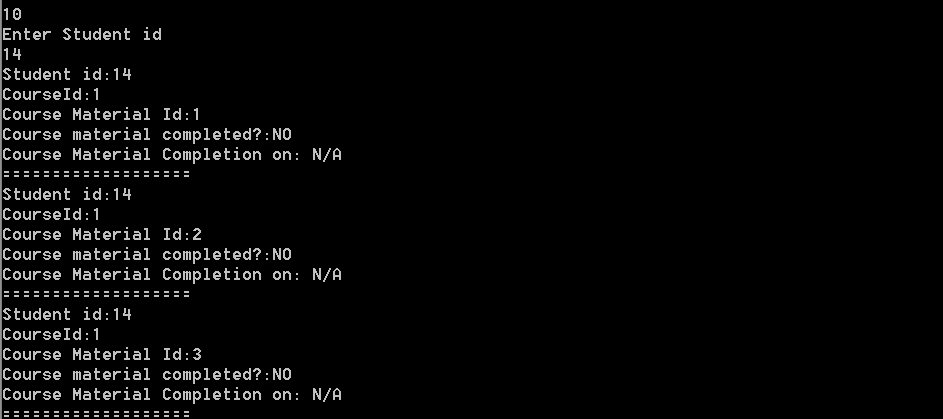 10
Enter Student id
14
Student id:14
CourseId:1
Course Material Id:1
Course material completed?:NO
Course Material Completion on: N/A
===================
Student id:14
CourseId:1
Course Material Id:2
Course material completed?:NO
Course Material Completion on: N/A
===================
Student id:14
CourseId:1
Course Material Id:3
Course material completed?:NO
Course Material Completion on: N/A
===================